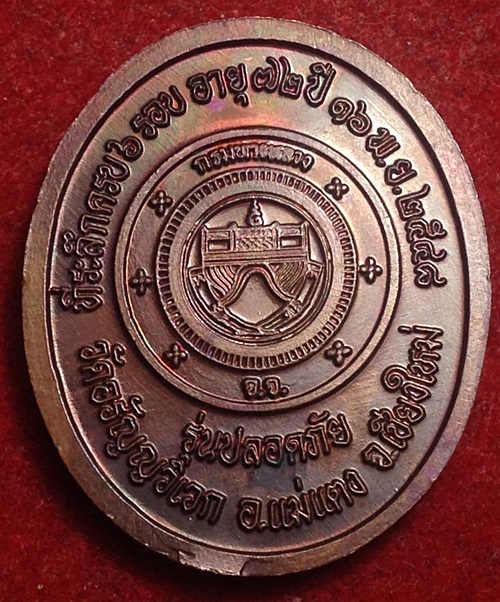 ที่ระลึกครบ ๖ รอบ อายุ ๗๒ ปี ๑๖ พ.ย. ๒๕๕๔
กรมทางหลวง
อ.จ.
รุ่นปลอดภัย
วัดอรัญญวิเวก อ.แม่แตง จ.เชียงใหม่